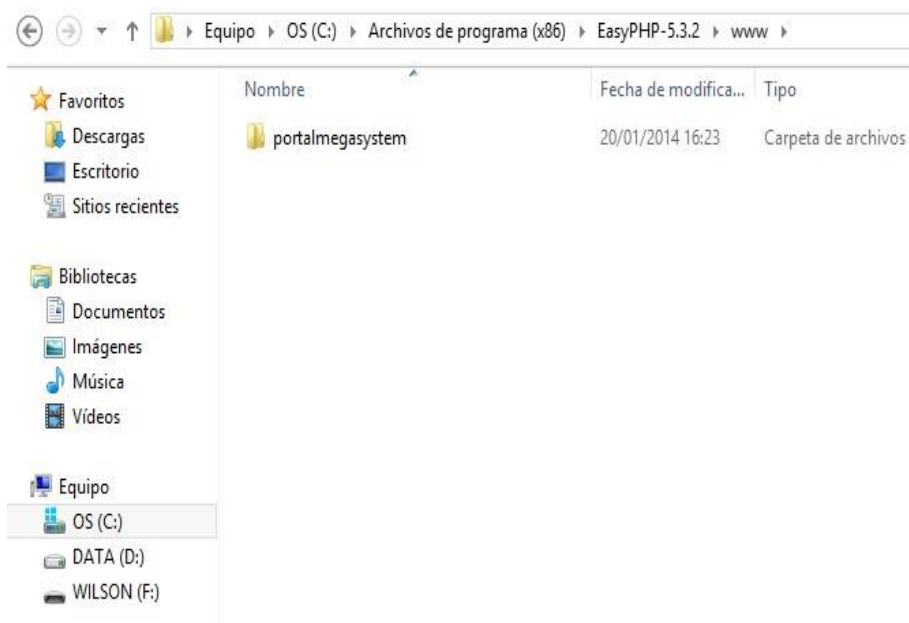 Equipo OS (C:) Archivos de programa (x86) EasyPHP-5.3.2 www
Favoritos
Descargas
Escritorio
Sitios recientes
Bibliotecas
Documentos
Imágenes
Música
Vídeos
Equipo
OS (C:)
DATA (D:)
WILSON (F:)
Nombre Fecha de modifica... Tipo
portalmegasystem 20/01/2014 16:23 Carpeta de archivos